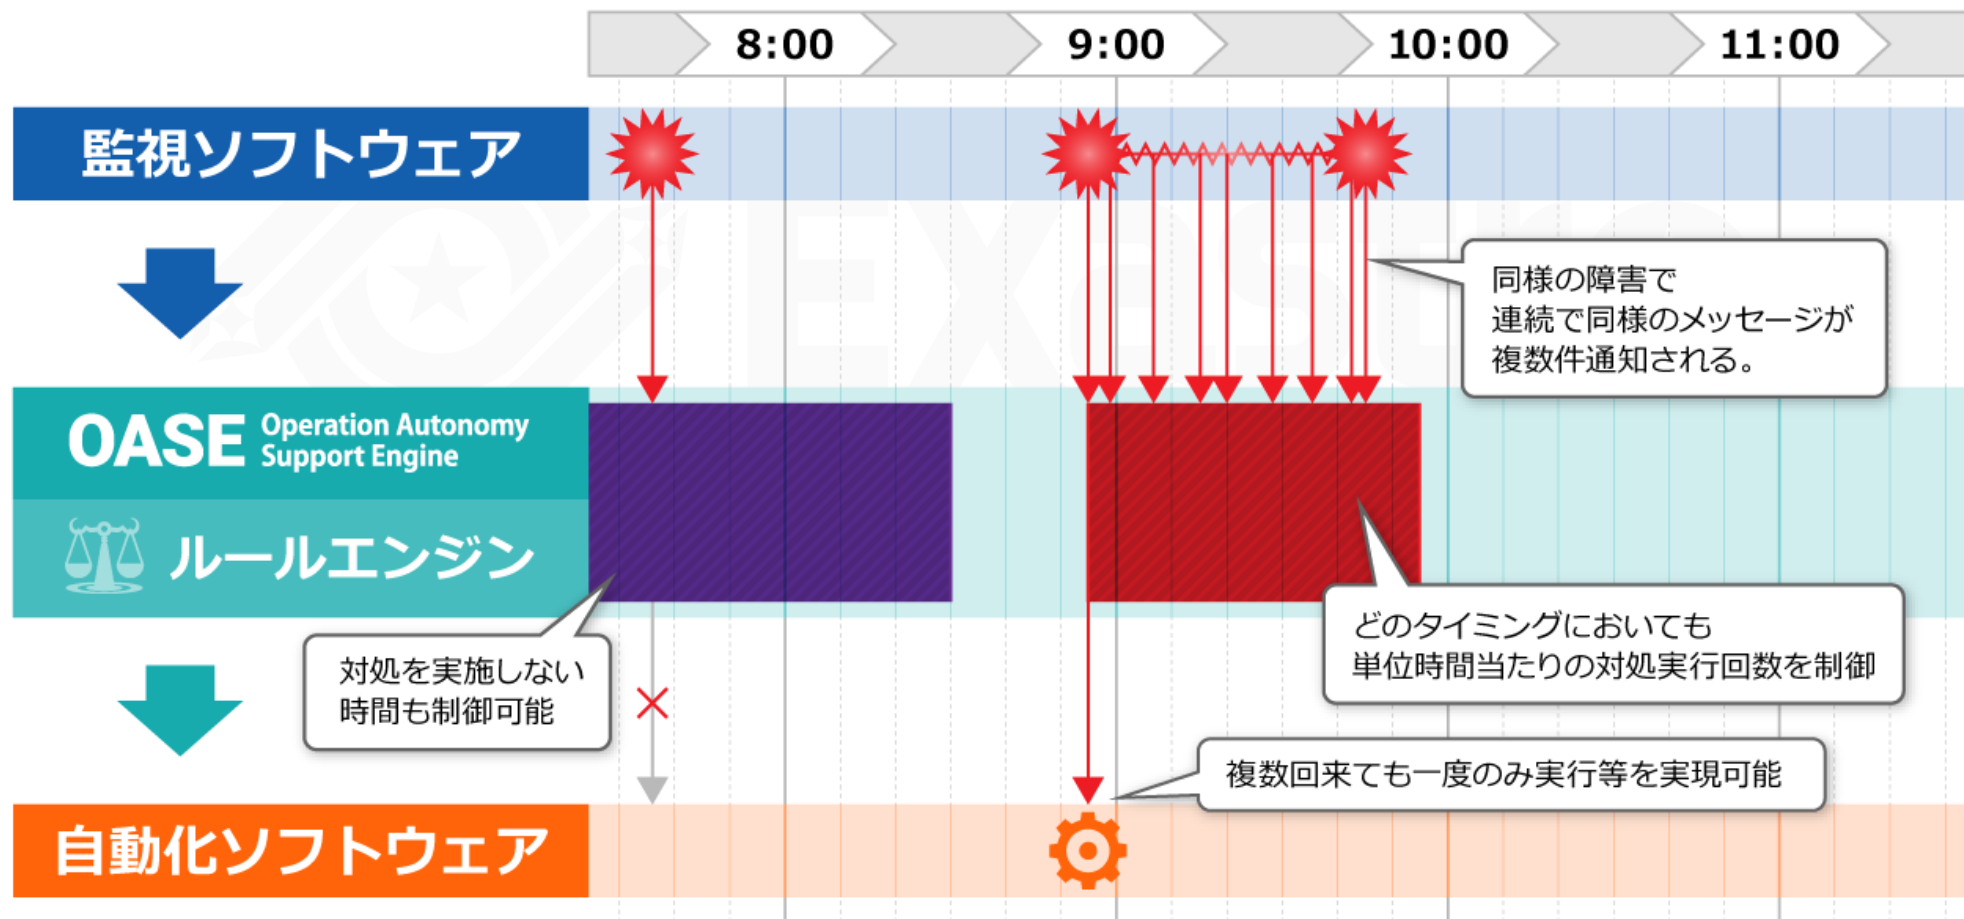 8:00 9:00 10:00 11:00
監視ソフトウェア
Exastro
同様の障害で
連続で同様のメッセージが
複数件通知される。
OASE Operation Autonomy
Support Engine
ルールエンジン
どのタイミングにおいても
単位時間当たりの対処実行回数を制御
対処を実施しない
時間も制御可能
複数回来ても一度のみ実行等を実現可能
自動化ソフトウェア